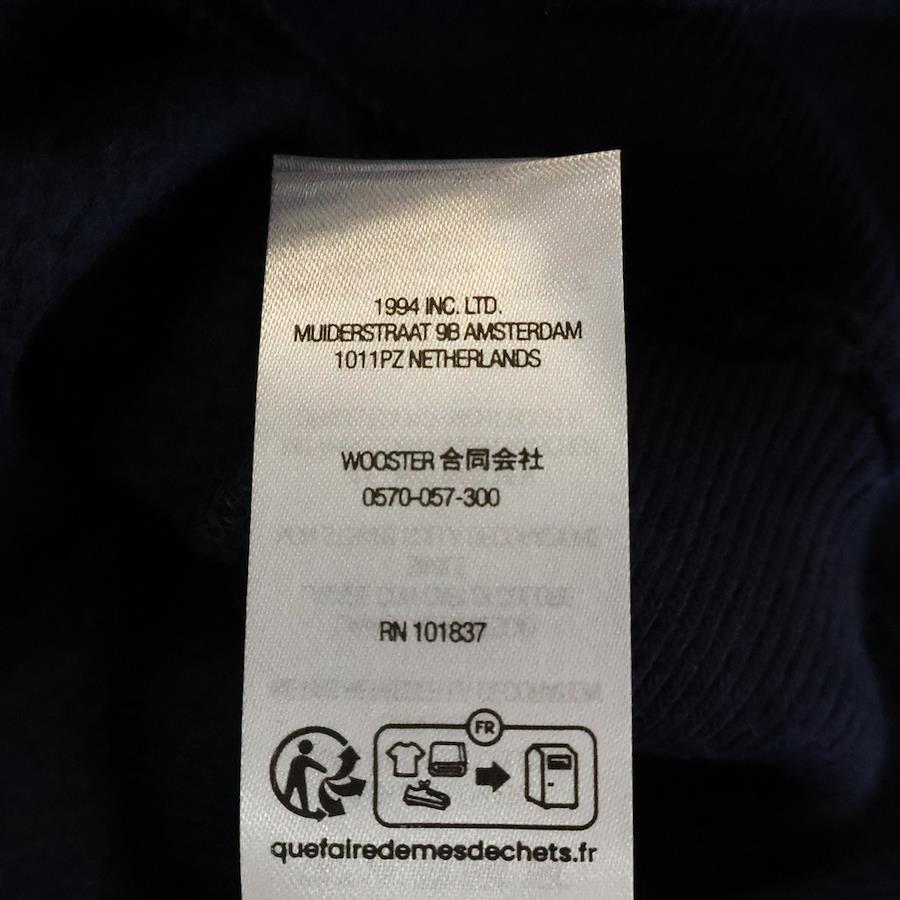 1994 INC. LTD.
MUIDERSTRAAT 9B AMSTERDAM
1011PZ NETHERLANDS
WOOSTER 合同会社
0570-057-300
RN 101837
FR
quefairedemesdechets.fr